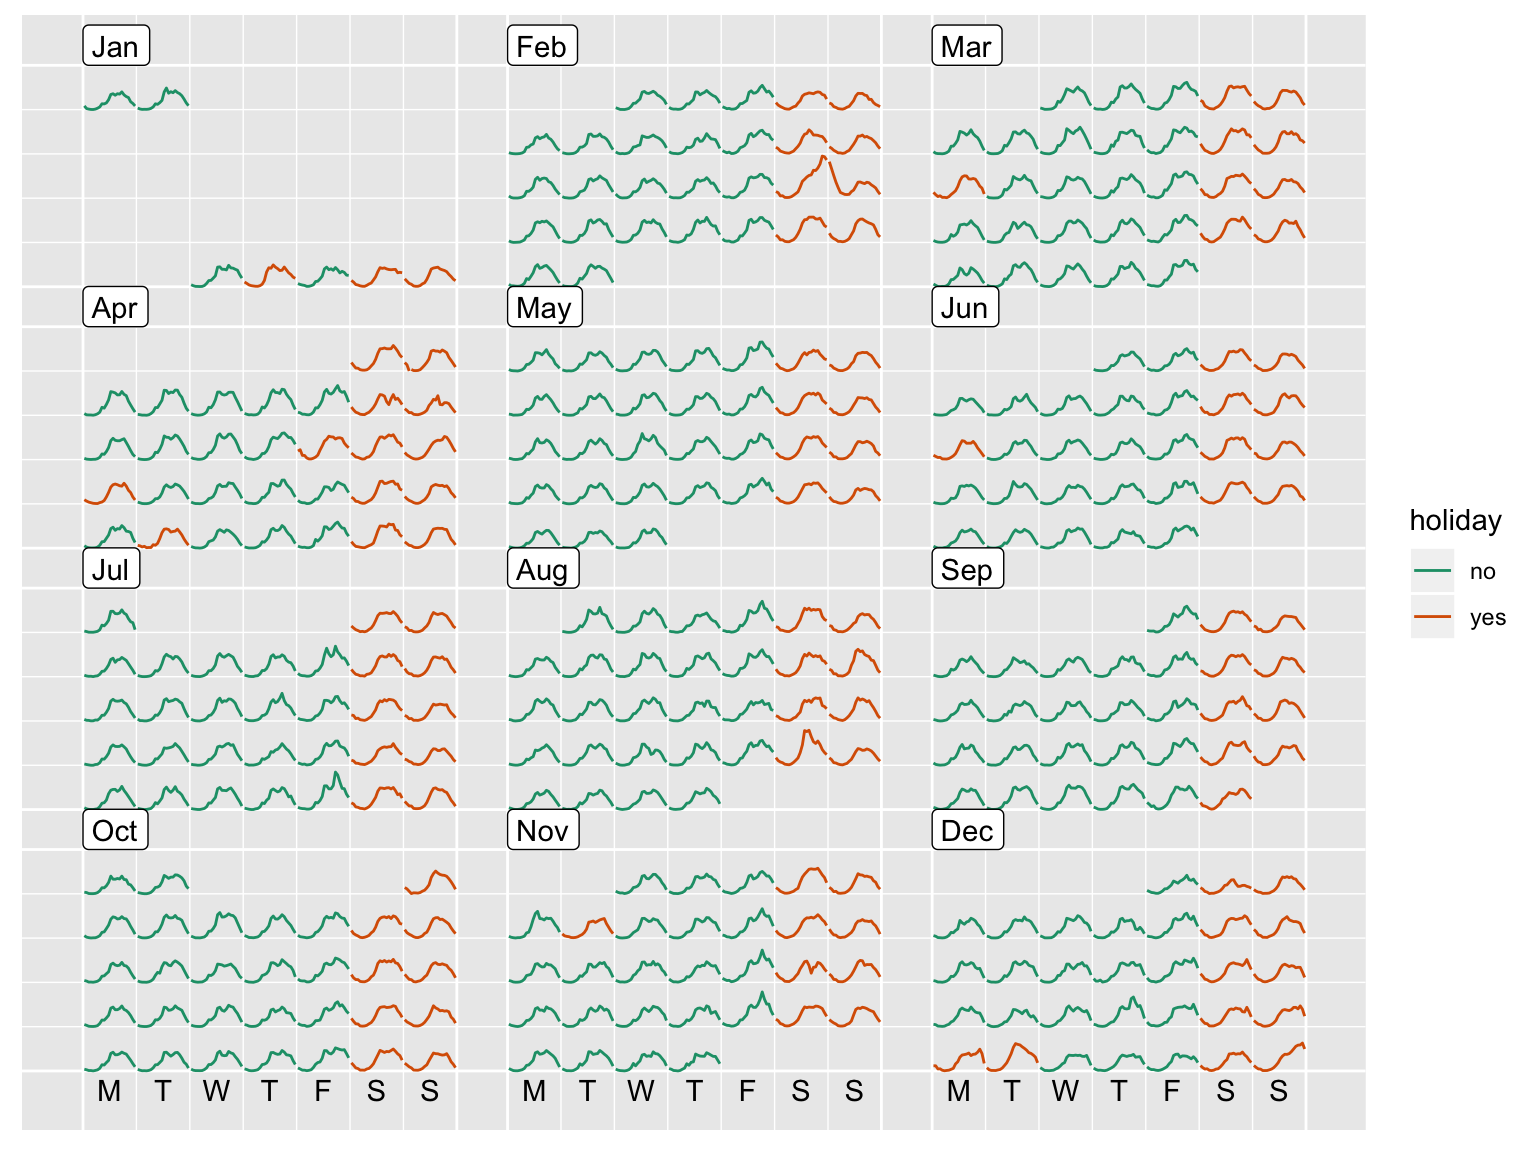 Jan Feb Mar
Apr May Jun
Jul Aug Sep
Oct Nov Dec
M T W T F S S M T W T F S S M T W T F S S
holiday
no
yes